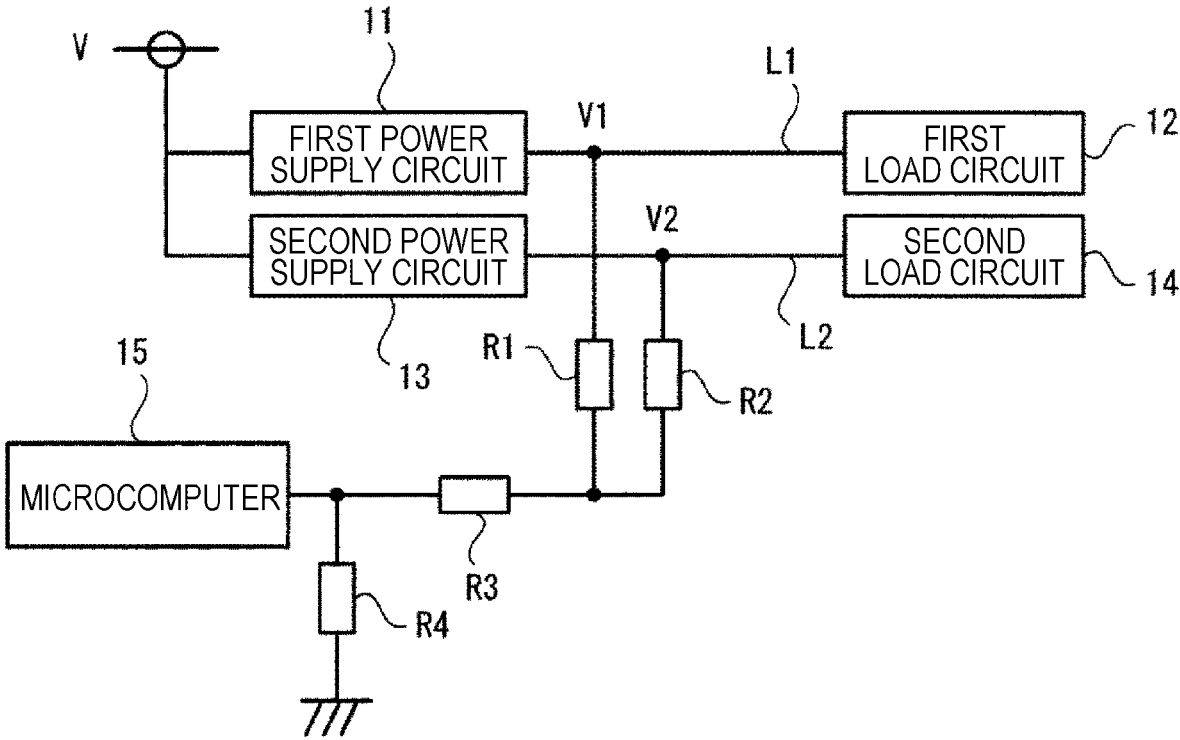 V
11
V1
L1
FIRST POWER
SUPPLY CIRCUIT
FIRST
LOAD CIRCUIT
12
V2
SECOND POWER
SUPPLY CIRCUIT
SECOND
LOAD CIRCUIT
14
L2
13
R1
R2
15
MICROCOMPUTER
R3
R4